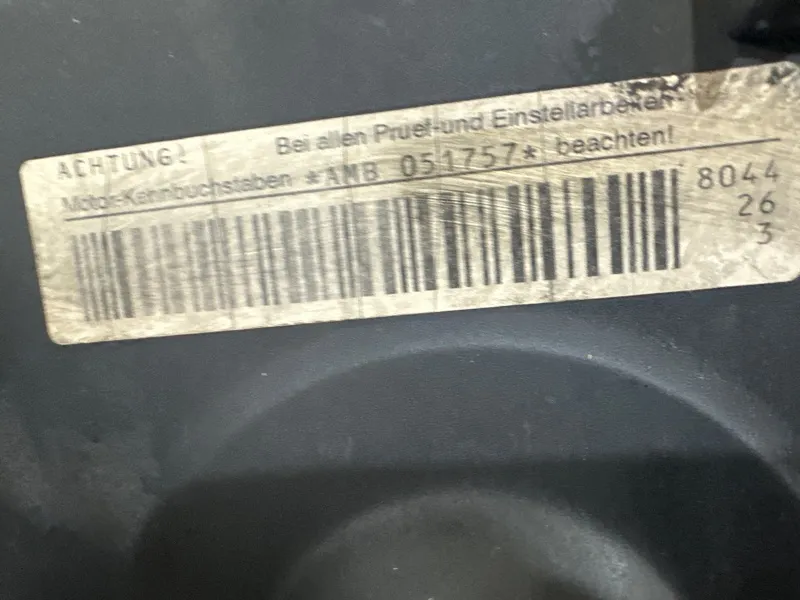 ACHTUNG! Bei allen Pruef-und Einstellarbeiten
Motor-Kennbuchstaben *AMB 051757* beachten!
8044
26
3